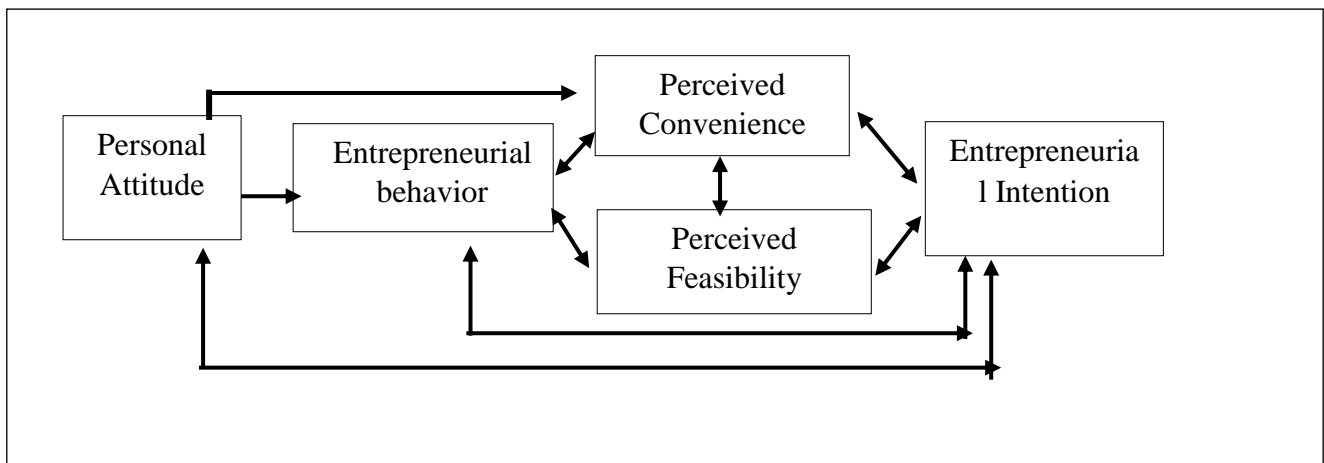 Personal
Attitude
Entrepreneurial
behavior
Perceived
Convenience
Perceived
Feasibility
Entrepreneuria
l Intention